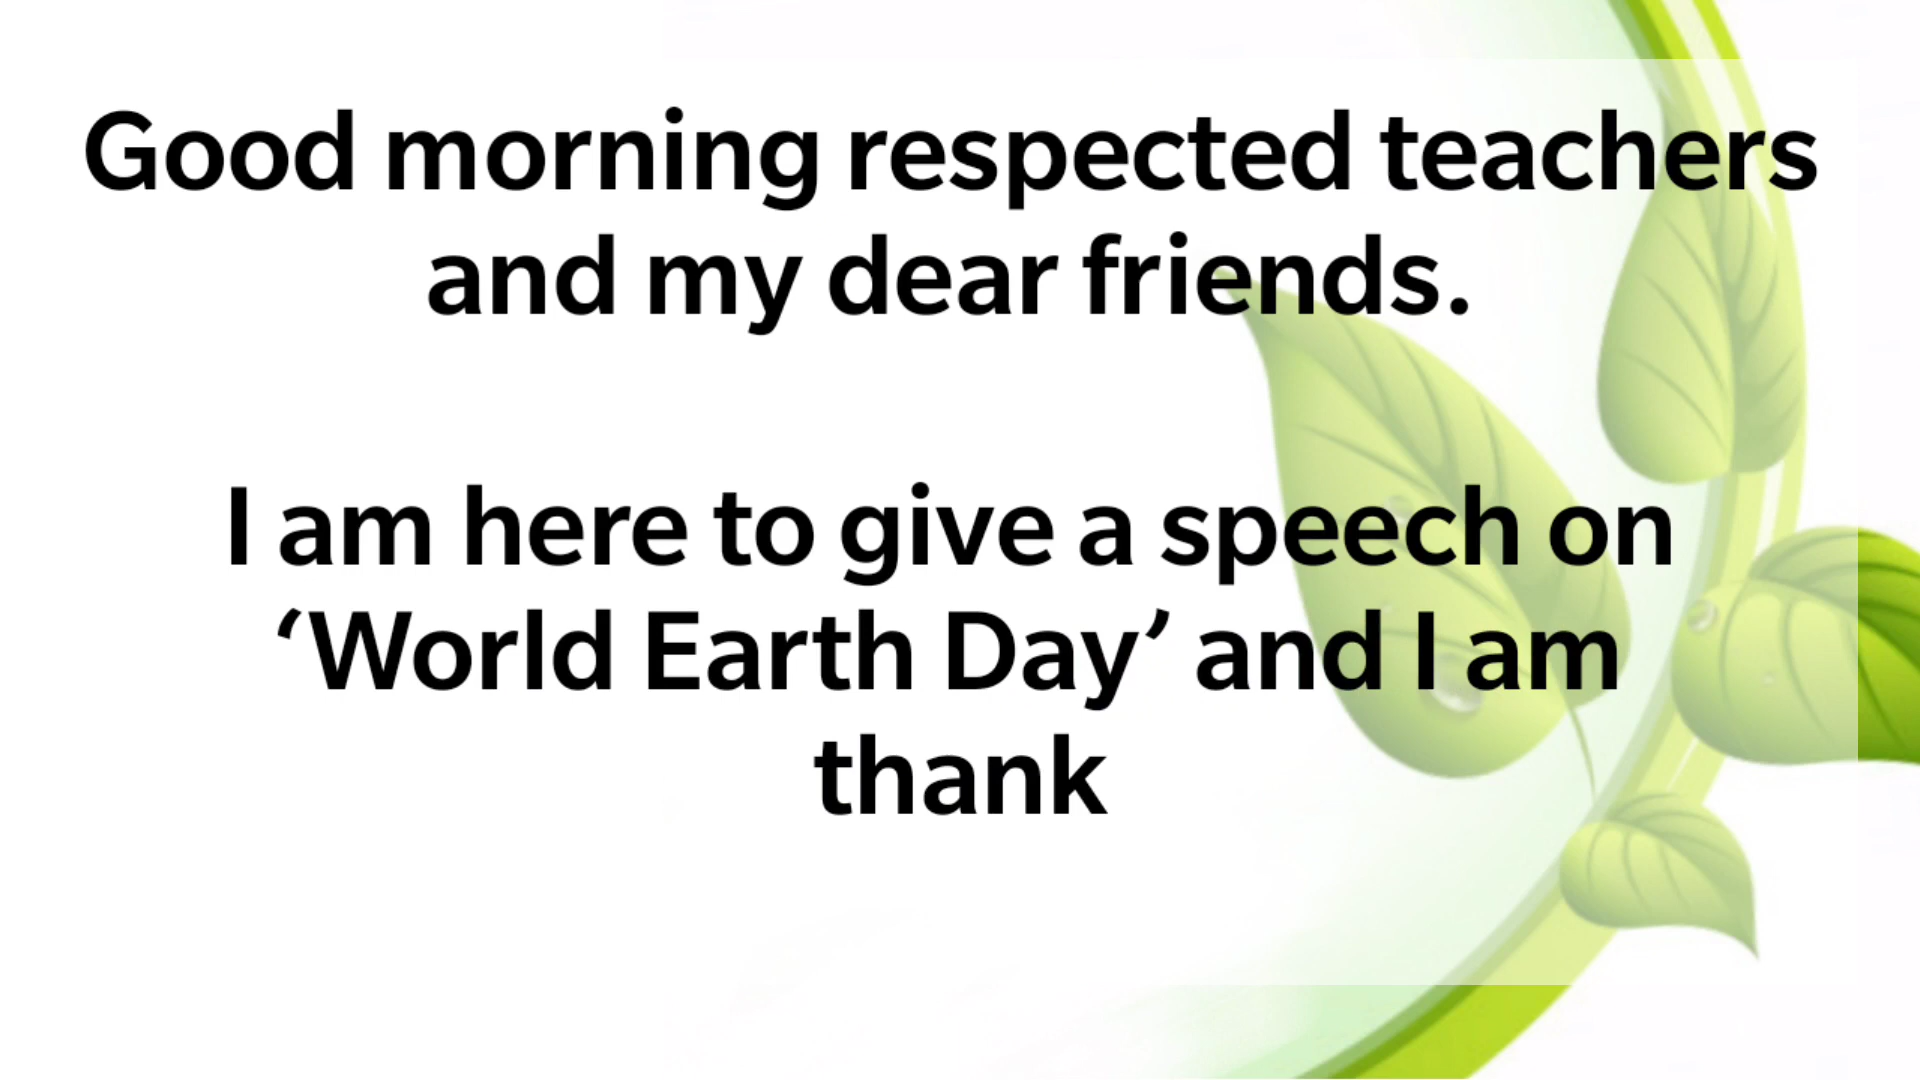 Good morning respected teachers
and my dear friends.
I am here to give a speech on
‘World Earth Day’ and I am
thank